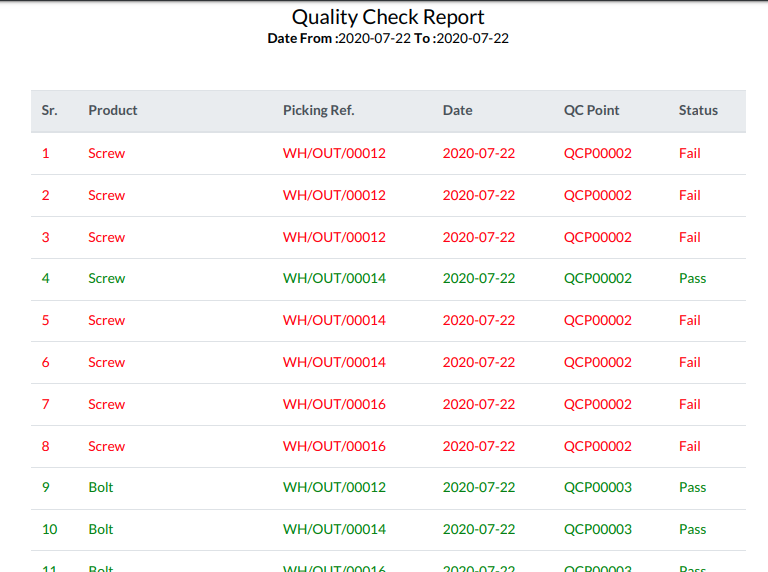 Quality Check Report
Date From :2020-07-22 To :2020-07-22
Sr. Product Picking Ref. Date QC Point Status
1 Screw WH/OUT/00012 2020-07-22 QCP00002 Fail
2 Screw WH/OUT/00012 2020-07-22 QCP00002 Fail
3 Screw WH/OUT/00012 2020-07-22 QCP00002 Fail
4 Screw WH/OUT/00014 2020-07-22 QCP00002 Pass
5 Screw WH/OUT/00014 2020-07-22 QCP00002 Fail
6 Screw WH/OUT/00014 2020-07-22 QCP00002 Fail
7 Screw WH/OUT/00016 2020-07-22 QCP00002 Fail
8 Screw WH/OUT/00016 2020-07-22 QCP00002 Fail
9 Bolt WH/OUT/00012 2020-07-22 QCP00003 Pass
10 Bolt WH/OUT/00014 2020-07-22 QCP00003 Pass
11 Bolt WH/OUT/00016 2020-07-22 QCP00003 Pass